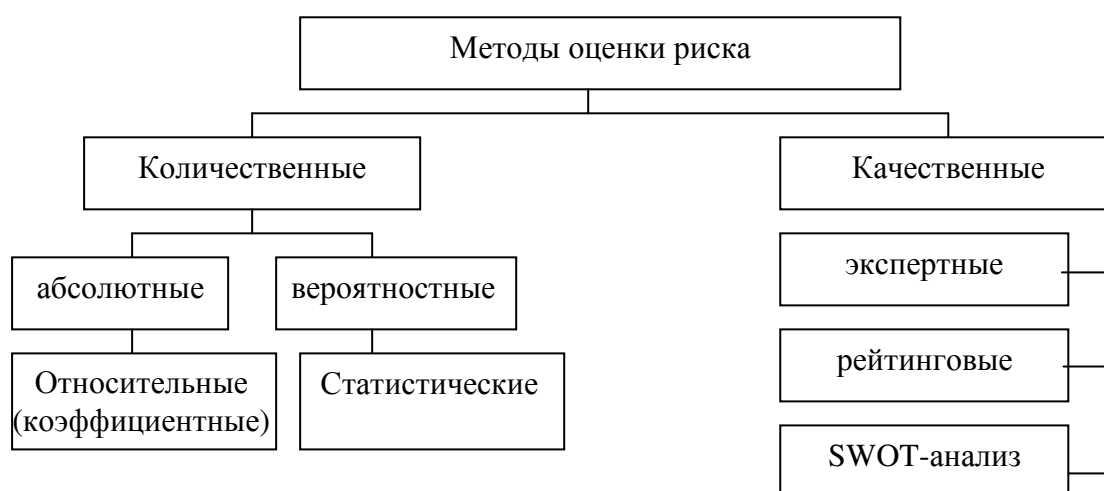 Методы оценки риска
Количественные
Качественные
абсолютные
вероятностные
экспертные
Относительные
(коэффициентные)
Статистические
рейтинговые
SWOT-анализ